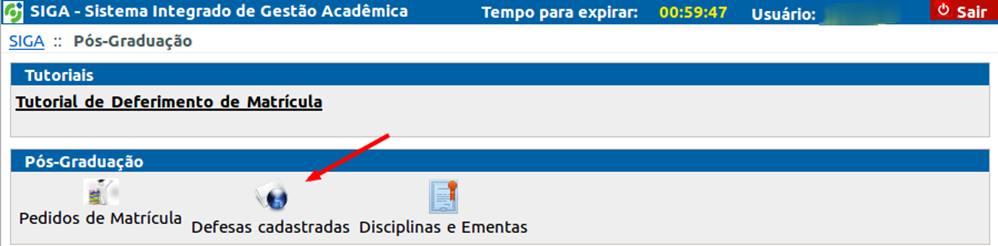 SIGA - Sistema Integrado de Gestão Acadêmica Tempo para expirar: 00:59:47 Usuário: Sair
SIGA :: Pós-Graduação
Tutoriais
Tutorial de Deferimento de Matrícula
Pós-Graduação
Pedidos de Matrícula Defesas cadastradas Disciplinas e Ementas